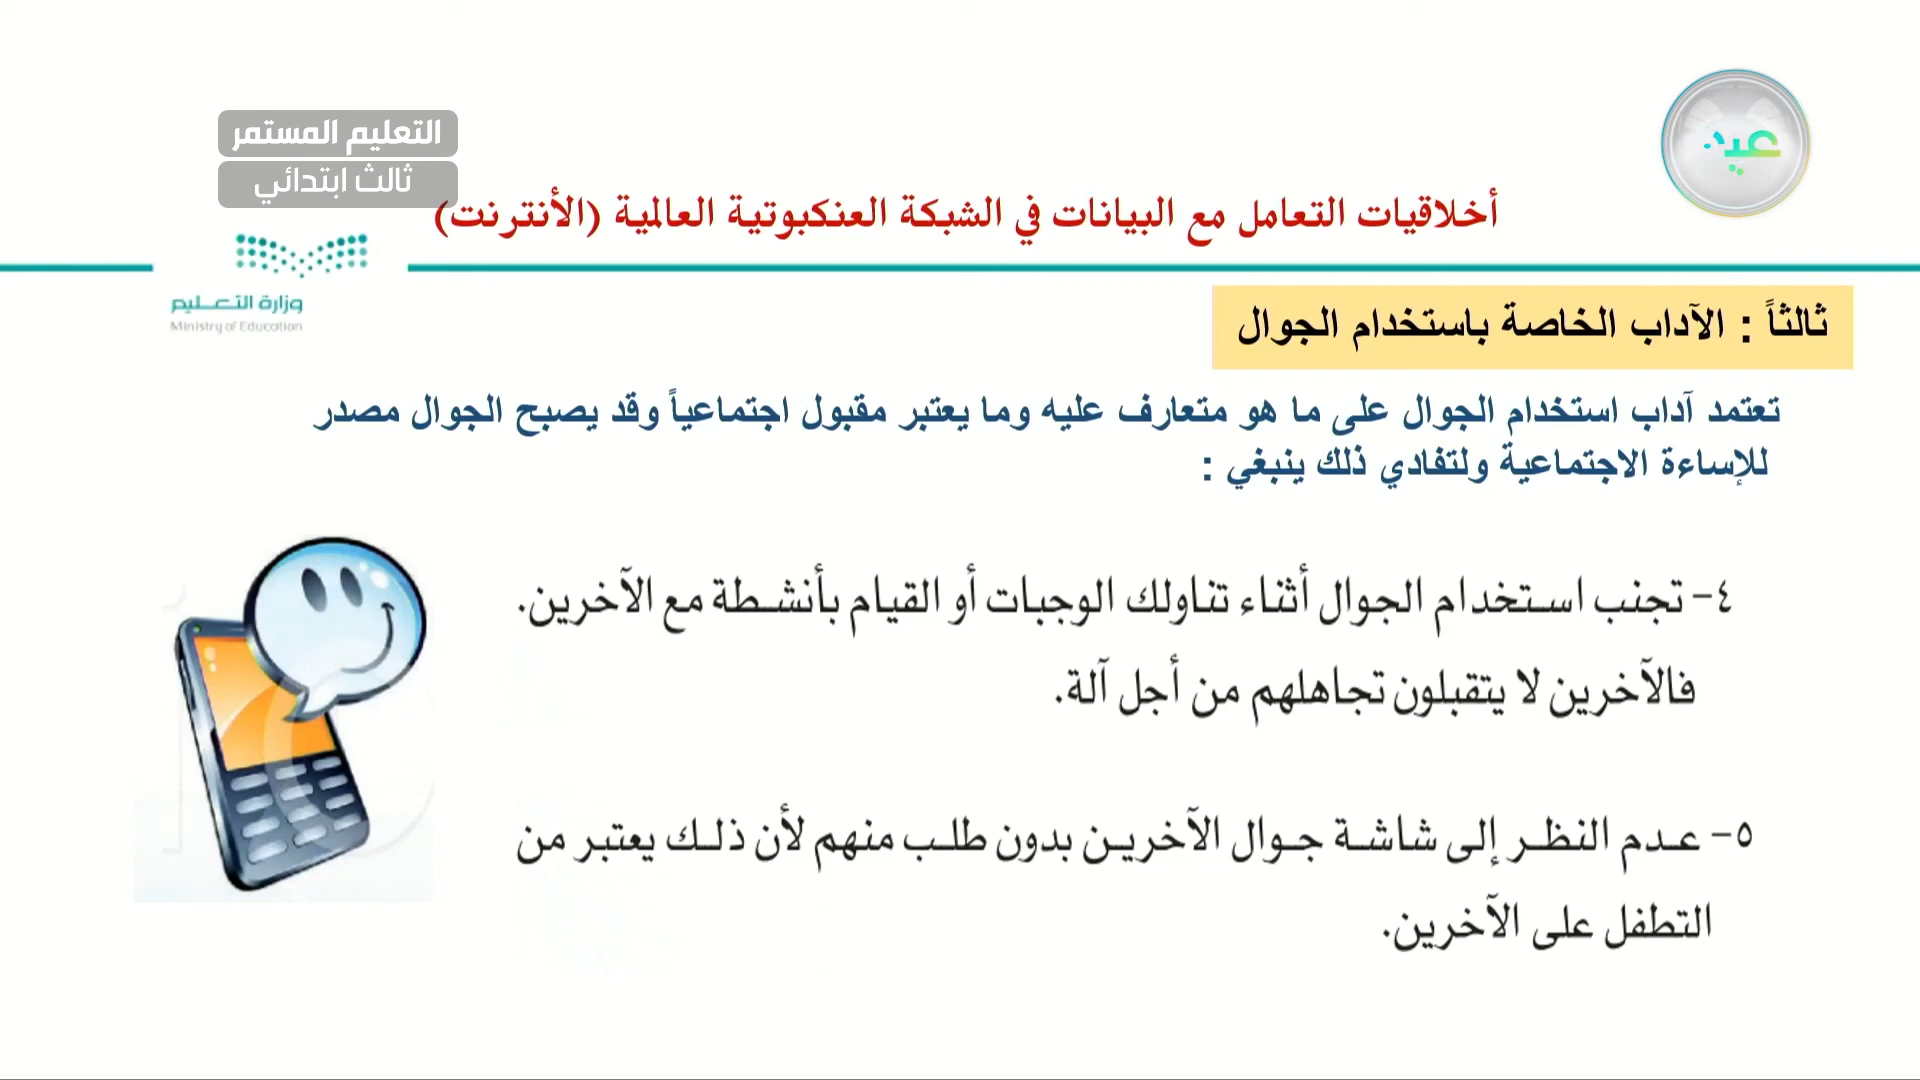 التعليم المستمر
ثالث ابتدائي
عين
أخلاقيات التعامل مع البيانات في الشبكة العنكبوتية العالمية (الأنترنت)
وزارة التعليم
Ministry of Education
ثالثاً : الآداب الخاصة باستخدام الجوال
تعتمد آداب استخدام الجوال على ما هو متعارف عليه وما يعتبر مقبول اجتماعياً وقد يصبح الجوال مصدر
للإساءة الاجتماعية ولتفادي ذلك ينبغي :
٤- تجنب استخدام الجوال أثناء تناولك الوجبات أو القيام بأنشطة مع الآخرين.
فالآخرين لا يتقبلون تجاهلهم من أجل آلة.
٥- عدم النظر إلى شاشة جوال الآخرين بدون طلب منهم لأن ذلك يعتبر من
التطفل على الآخرين.